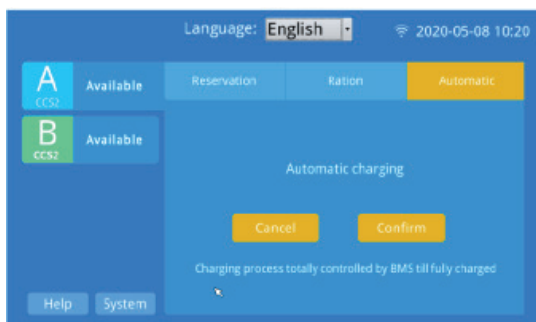 Language: English
2020-05-08 10:20
A
CCS2
Available
B
CCS2
Available
Reservation
Ration
Automatic
Automatic charging
Cancel
Confirm
Charging process totally controlled by BMS till fully charged
Help
System